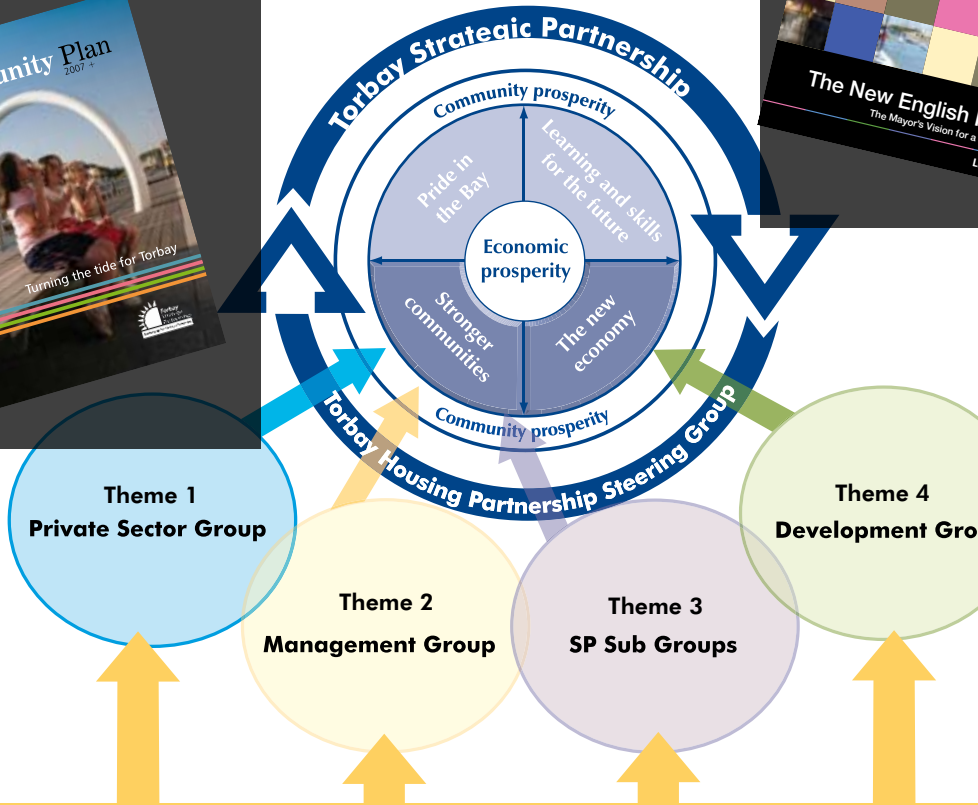 unity Plan
2007 +
Turning the tide for Torbay
Torbay
The New English
The Mayor's Vision for a
L
Torbay Strategic Partnership
Community prosperity
Pride in
the Bay
Learning and skills
for the future
Economic
prosperity
Stronger
communities
The new
economy
Community prosperity
Torbay Housing Partnership Steering Group
Theme 1
Private Sector Group
Theme 2
Management Group
Theme 3
SP Sub Groups
Theme 4
Development Gro